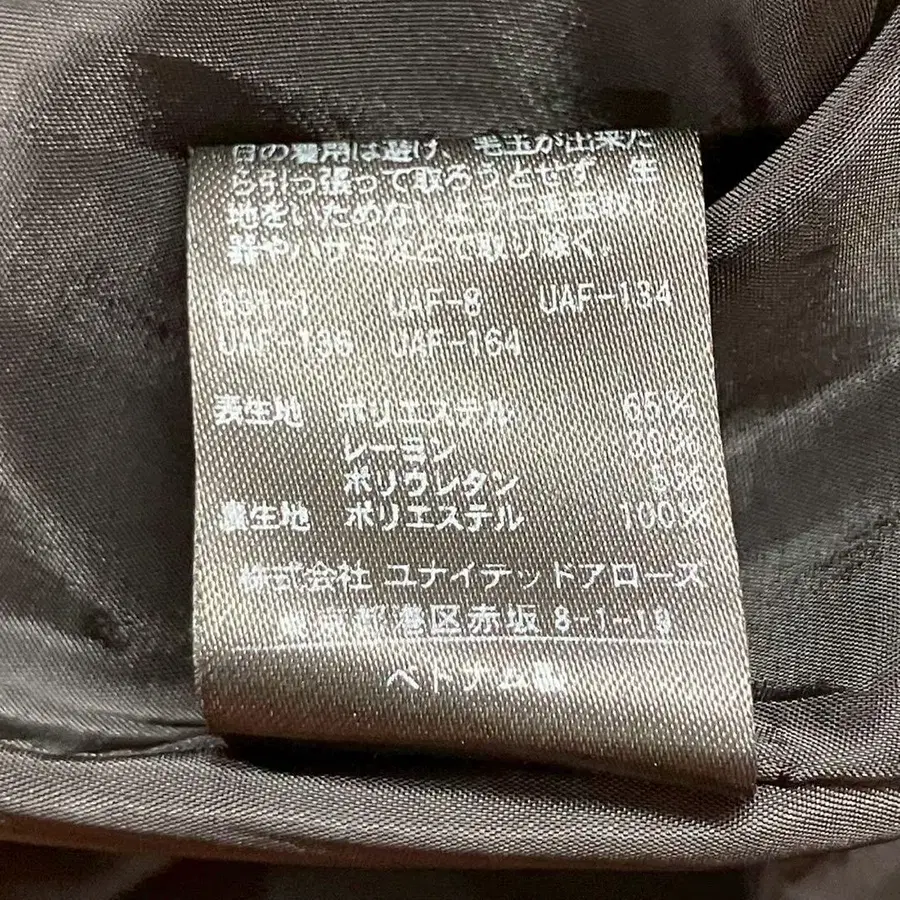 日の着用は避け、毛玉が出来た
ら引っ張って取ろうとせず、生
地をいためないように毛玉取り
器やハサミなどで取り除く。
UAF-8 UAF-134
UAF-136 UAF-164
表生地 ポリエステル 65%
レーヨン 30%
ポリウレタン 5%
裏生地 ポリエステル 100%
株式会社 ユナイテッドアローズ
東京都港区赤坂 8-1-19
ベトナム製